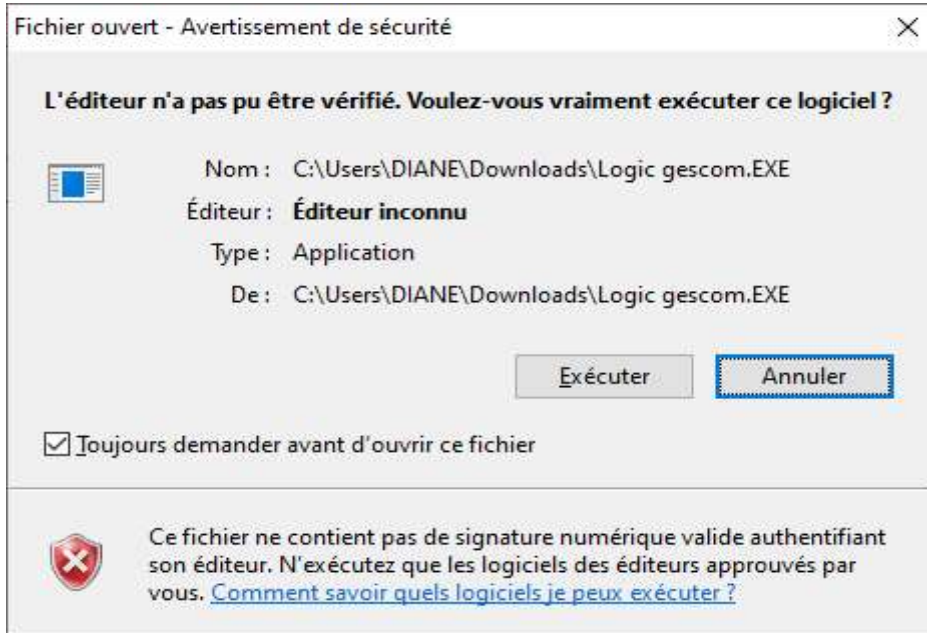 Fichier ouvert - Avertissement de sécurité
L'éditeur n'a pas pu être vérifié. Voulez-vous vraiment exécuter ce logiciel ?
Nom : C:\Users\DIANE\Downloads\Logic gescom.EXE
Éditeur : Éditeur inconnu
Type : Application
De : C:\Users\DIANE\Downloads\Logic gescom.EXE
Exécuter Annuler
Toujours demander avant d'ouvrir ce fichier
Ce fichier ne contient pas de signature numérique valide authentifiant
son éditeur. N'exécutez que les logiciels des éditeurs approuvés par
vous. Comment savoir quels logiciels je peux exécuter ?